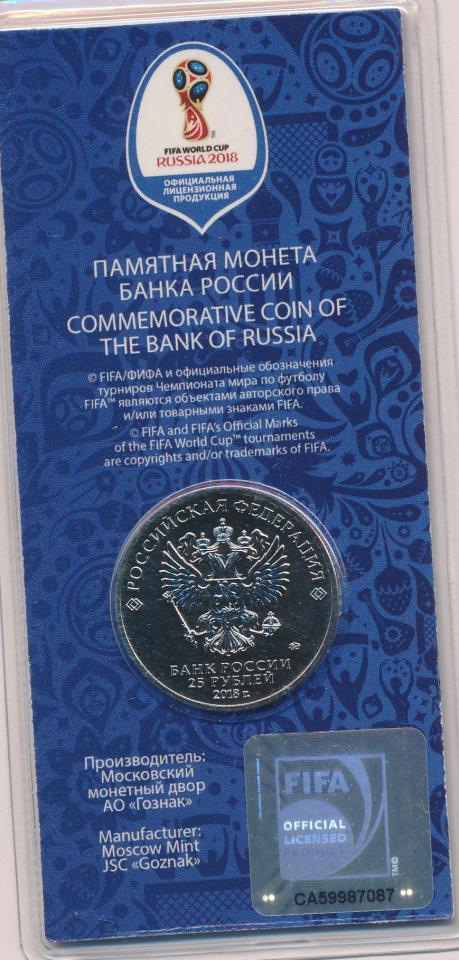 FIFA WORLD CUP
RUSSIA 2018
ОФИЦИАЛЬНАЯ
ЛИЦЕНЗИОННАЯ
ПРОДУКЦИЯ
ПАМЯТНАЯ МОНЕТА
БАНКА РОССИИ
COMMEMORATIVE COIN OF
THE BANK OF RUSSIA
© FIFA/ФИФА и официальные обозначения
турниров Чемпионата мира по футболу
FIFA™ являются объектами авторского права
и/или товарными знаками FIFA.
© FIFA and FIFA's Official Marks
of the FIFA World Cup™ tournaments
are copyrights and/or trademarks of FIFA.
РОССИЙСКАЯ ФЕДЕРАЦИЯ
БАНК РОССИИ
25 РУБЛЕЙ
2018 г.
Производитель:
Московский
монетный двор
АО «Гознак»
Manufacturer:
Moscow Mint
JSC «Goznak»
FIFA
OFFICIAL
LICENSED
PRODUCT
TM©
CA59987087